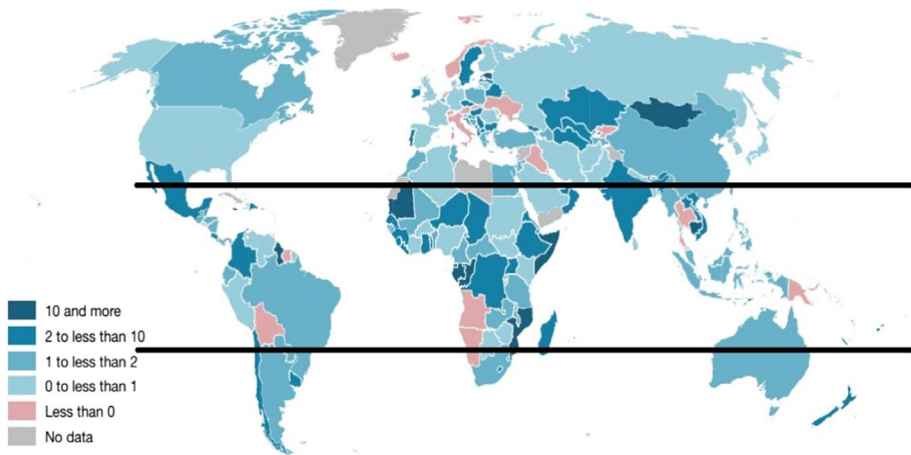 10 and more
2 to less than 10
1 to less than 2
0 to less than 1
Less than 0
No data